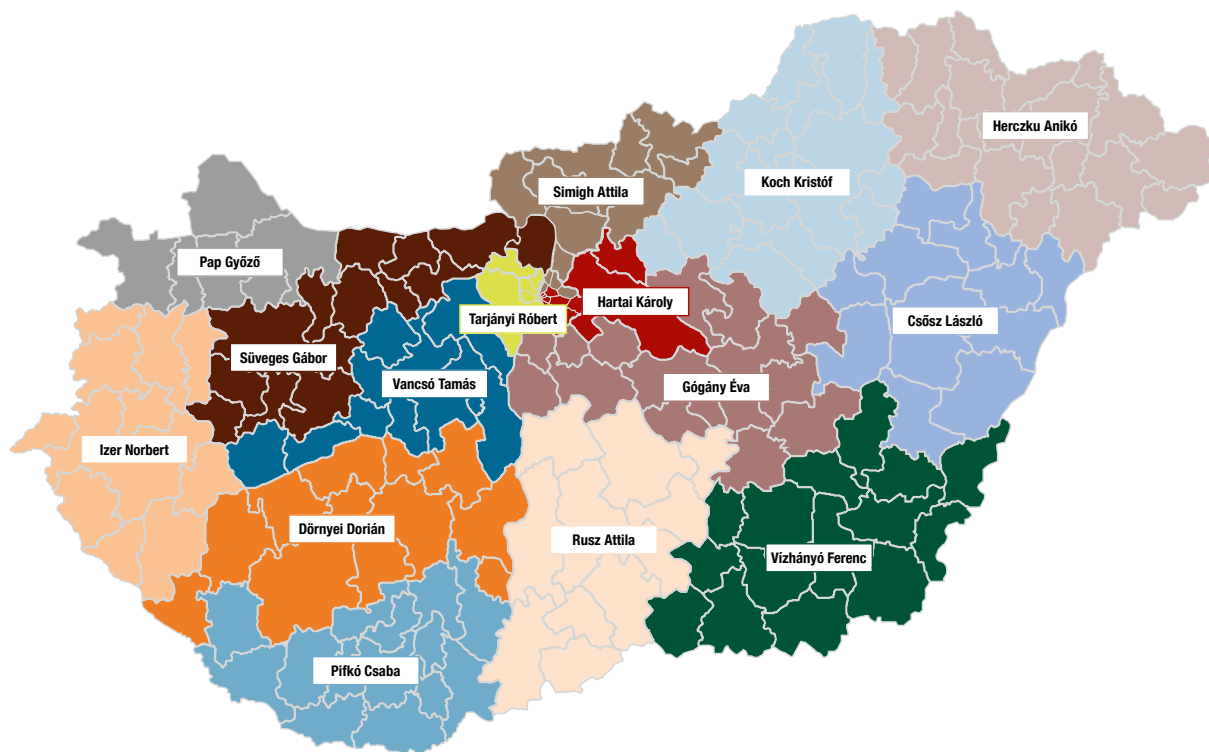 Herczku Anikó
Koch Kristóf
Simigh Attila
Pap Győző
Hartai Károly
Tarjányi Róbert
Csősz László
Süveges Gábor
Vancsó Tamás
Gógány Éva
Izer Norbert
Dörnyei Dorián
Rusz Attila
Vízhányó Ferenc
Pifkó Csaba